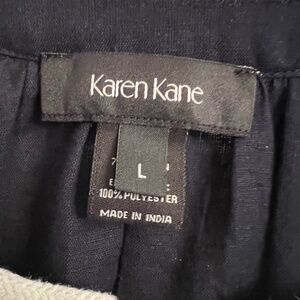 Karen Kane
L
100% POLYESTER
MADE IN INDIA